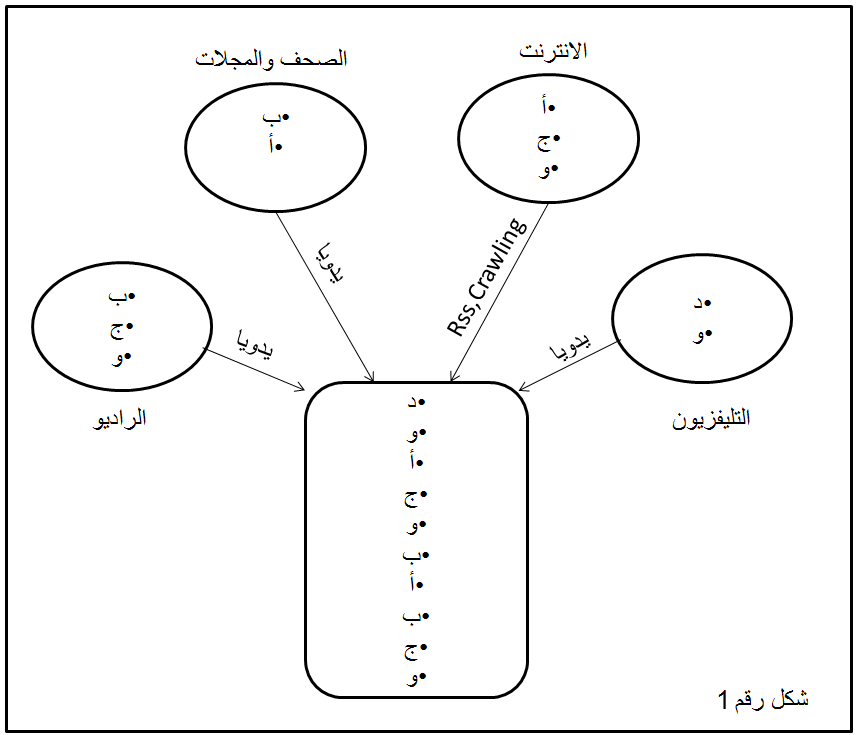 الانترنت
•أ
•ج
•و
Rss,Crawling
الصحف والمجلات
•ب
•أ
يدويا
•د
•و
التليفزيون
يدويا
•ب
•ج
•و
الراديو
يدويا
•د
•و
•أ
•ج
•و
•ب
•أ
•ب
•ج
•و
شكل رقم 1